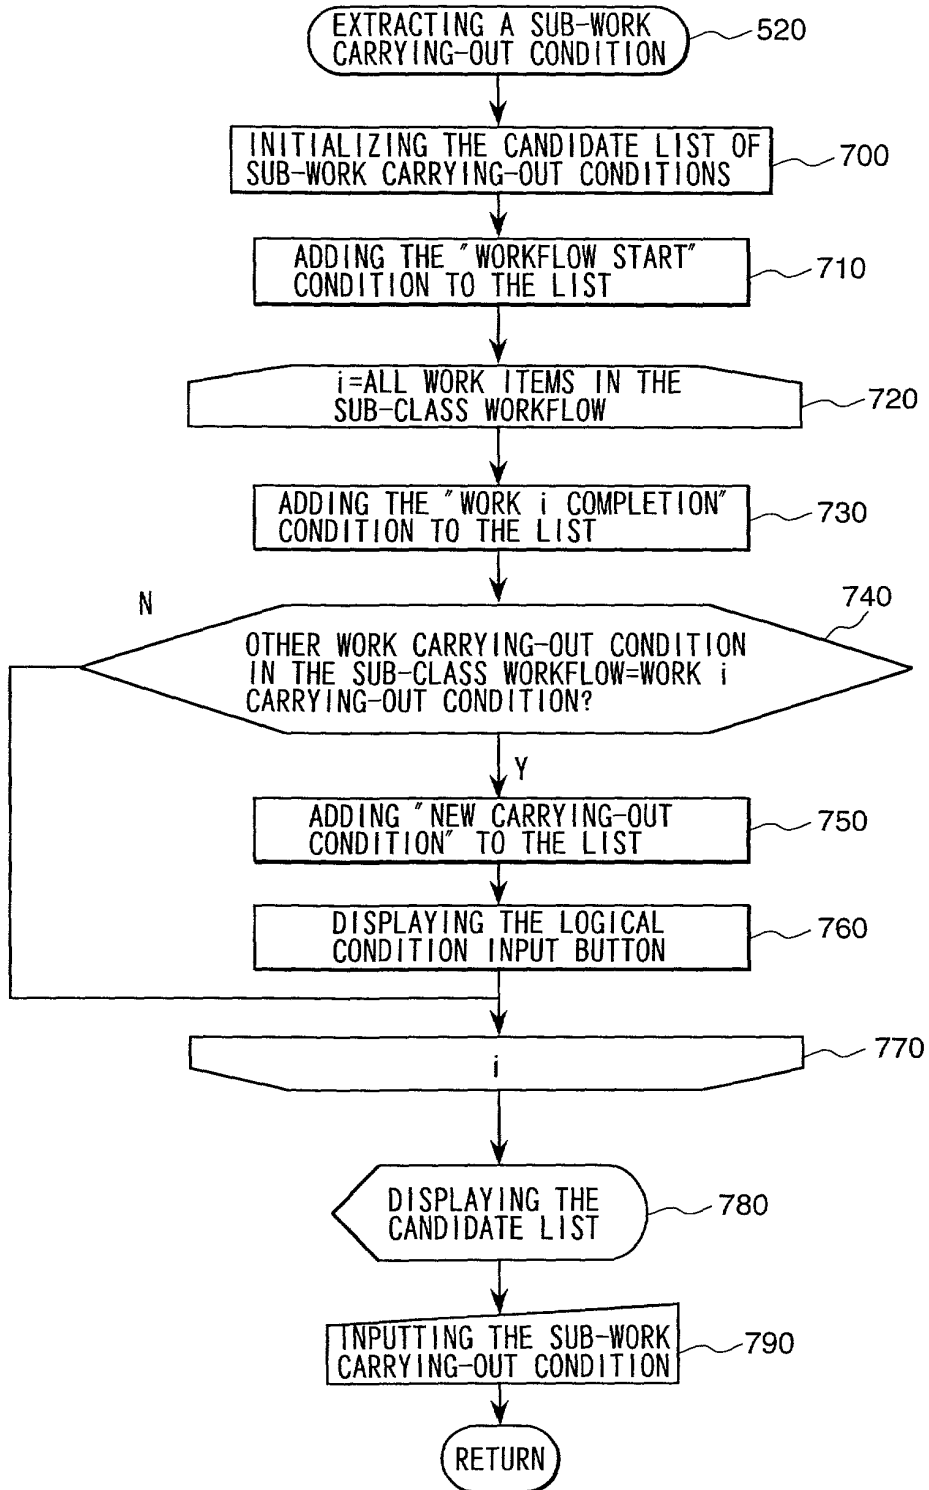 EXTRACTING A SUB-WORK
CARRYING-OUT CONDITION
520
INITIALIZING THE CANDIDATE LIST OF
SUB-WORK CARRYING-OUT CONDITIONS
700
ADDING THE "WORKFLOW START"
CONDITION TO THE LIST
710
i=ALL WORK ITEMS IN THE
SUB-CLASS WORKFLOW
720
ADDING THE "WORK i COMPLETION"
CONDITION TO THE LIST
730
N
740
OTHER WORK CARRYING-OUT CONDITION
IN THE SUB-CLASS WORKFLOW=WORK i
CARRYING-OUT CONDITION?
Y
ADDING "NEW CARRYING-OUT
CONDITION" TO THE LIST
750
DISPLAYING THE LOGICAL
CONDITION INPUT BUTTON
760
i
770
DISPLAYING THE
CANDIDATE LIST
780
INPUTTING THE SUB-WORK
CARRYING-OUT CONDITION
790
RETURN